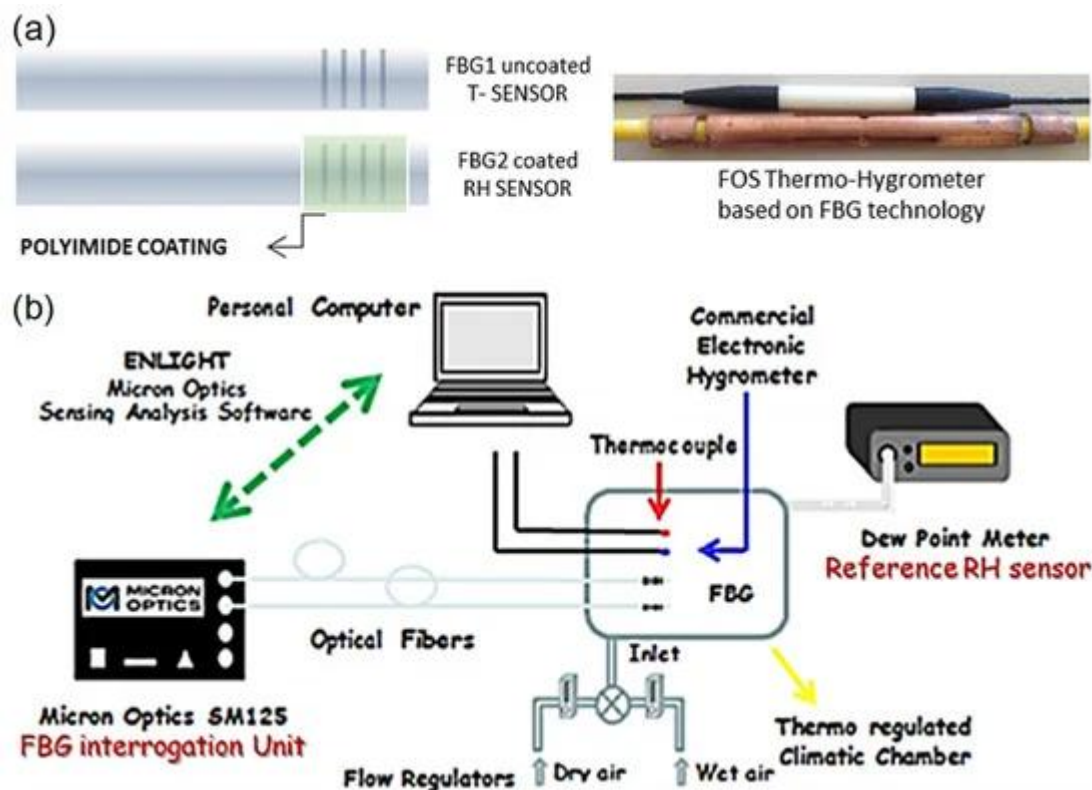 (a)
FBG1 uncoated
T- SENSOR
FBG2 coated
RH SENSOR
POLYIMIDE COATING
FOS Thermo-Hygrometer
based on FBG technology
(b)
Personal Computer
ENLIGHT
Micron Optics
Sensing Analysis Software
Commercial
Electronic
Hygrometer
Thermocouple
Dew Point Meter
Reference RH sensor
FBG
MICRON
OPTICS
Optical Fibers
Inlet
Micron Optics SM125
FBG interrogation Unit
Thermo regulated
Climatic Chamber
Flow Regulators
Dry air
Wet air